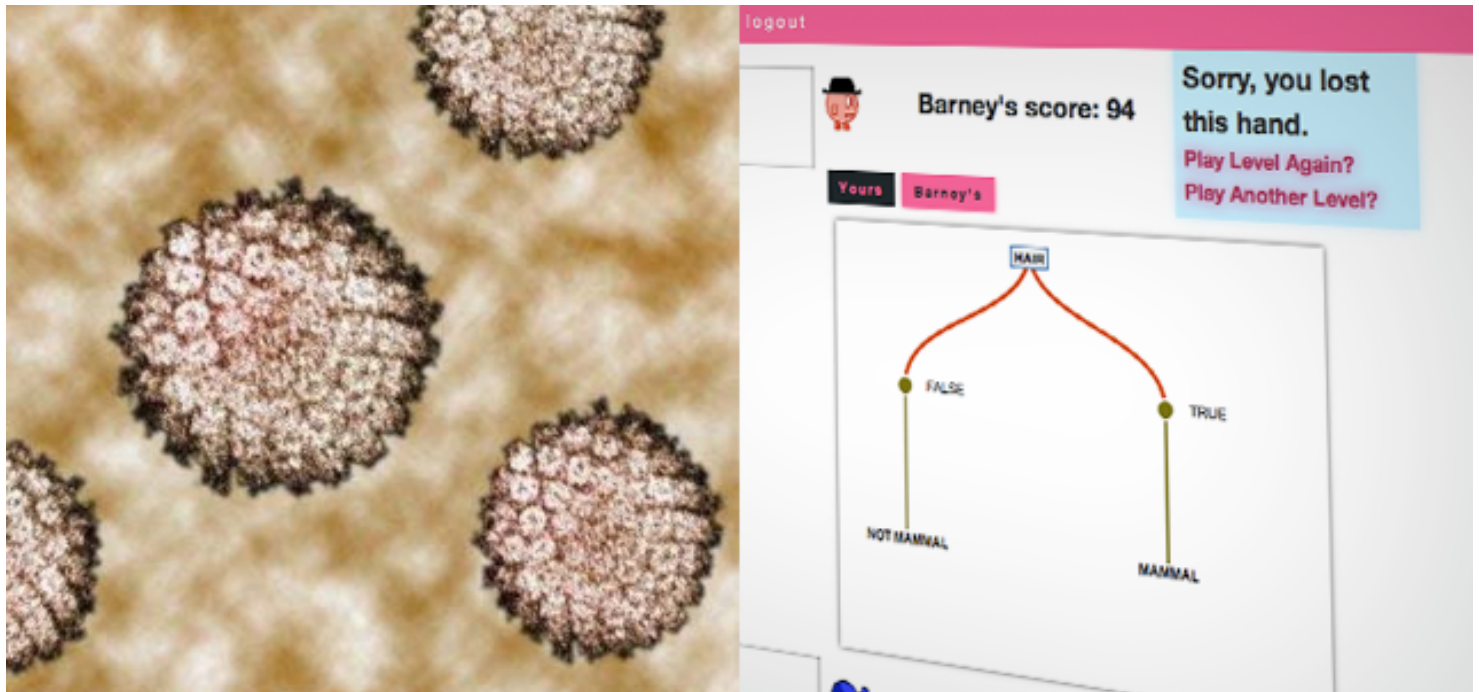 logout
Barney's score: 94
Sorry, you lost
this hand.
Play Level Again?
Play Another Level?
Yours
Barney's
HAIR
FALSE
TRUE
NOT MAMMAL
MAMMAL